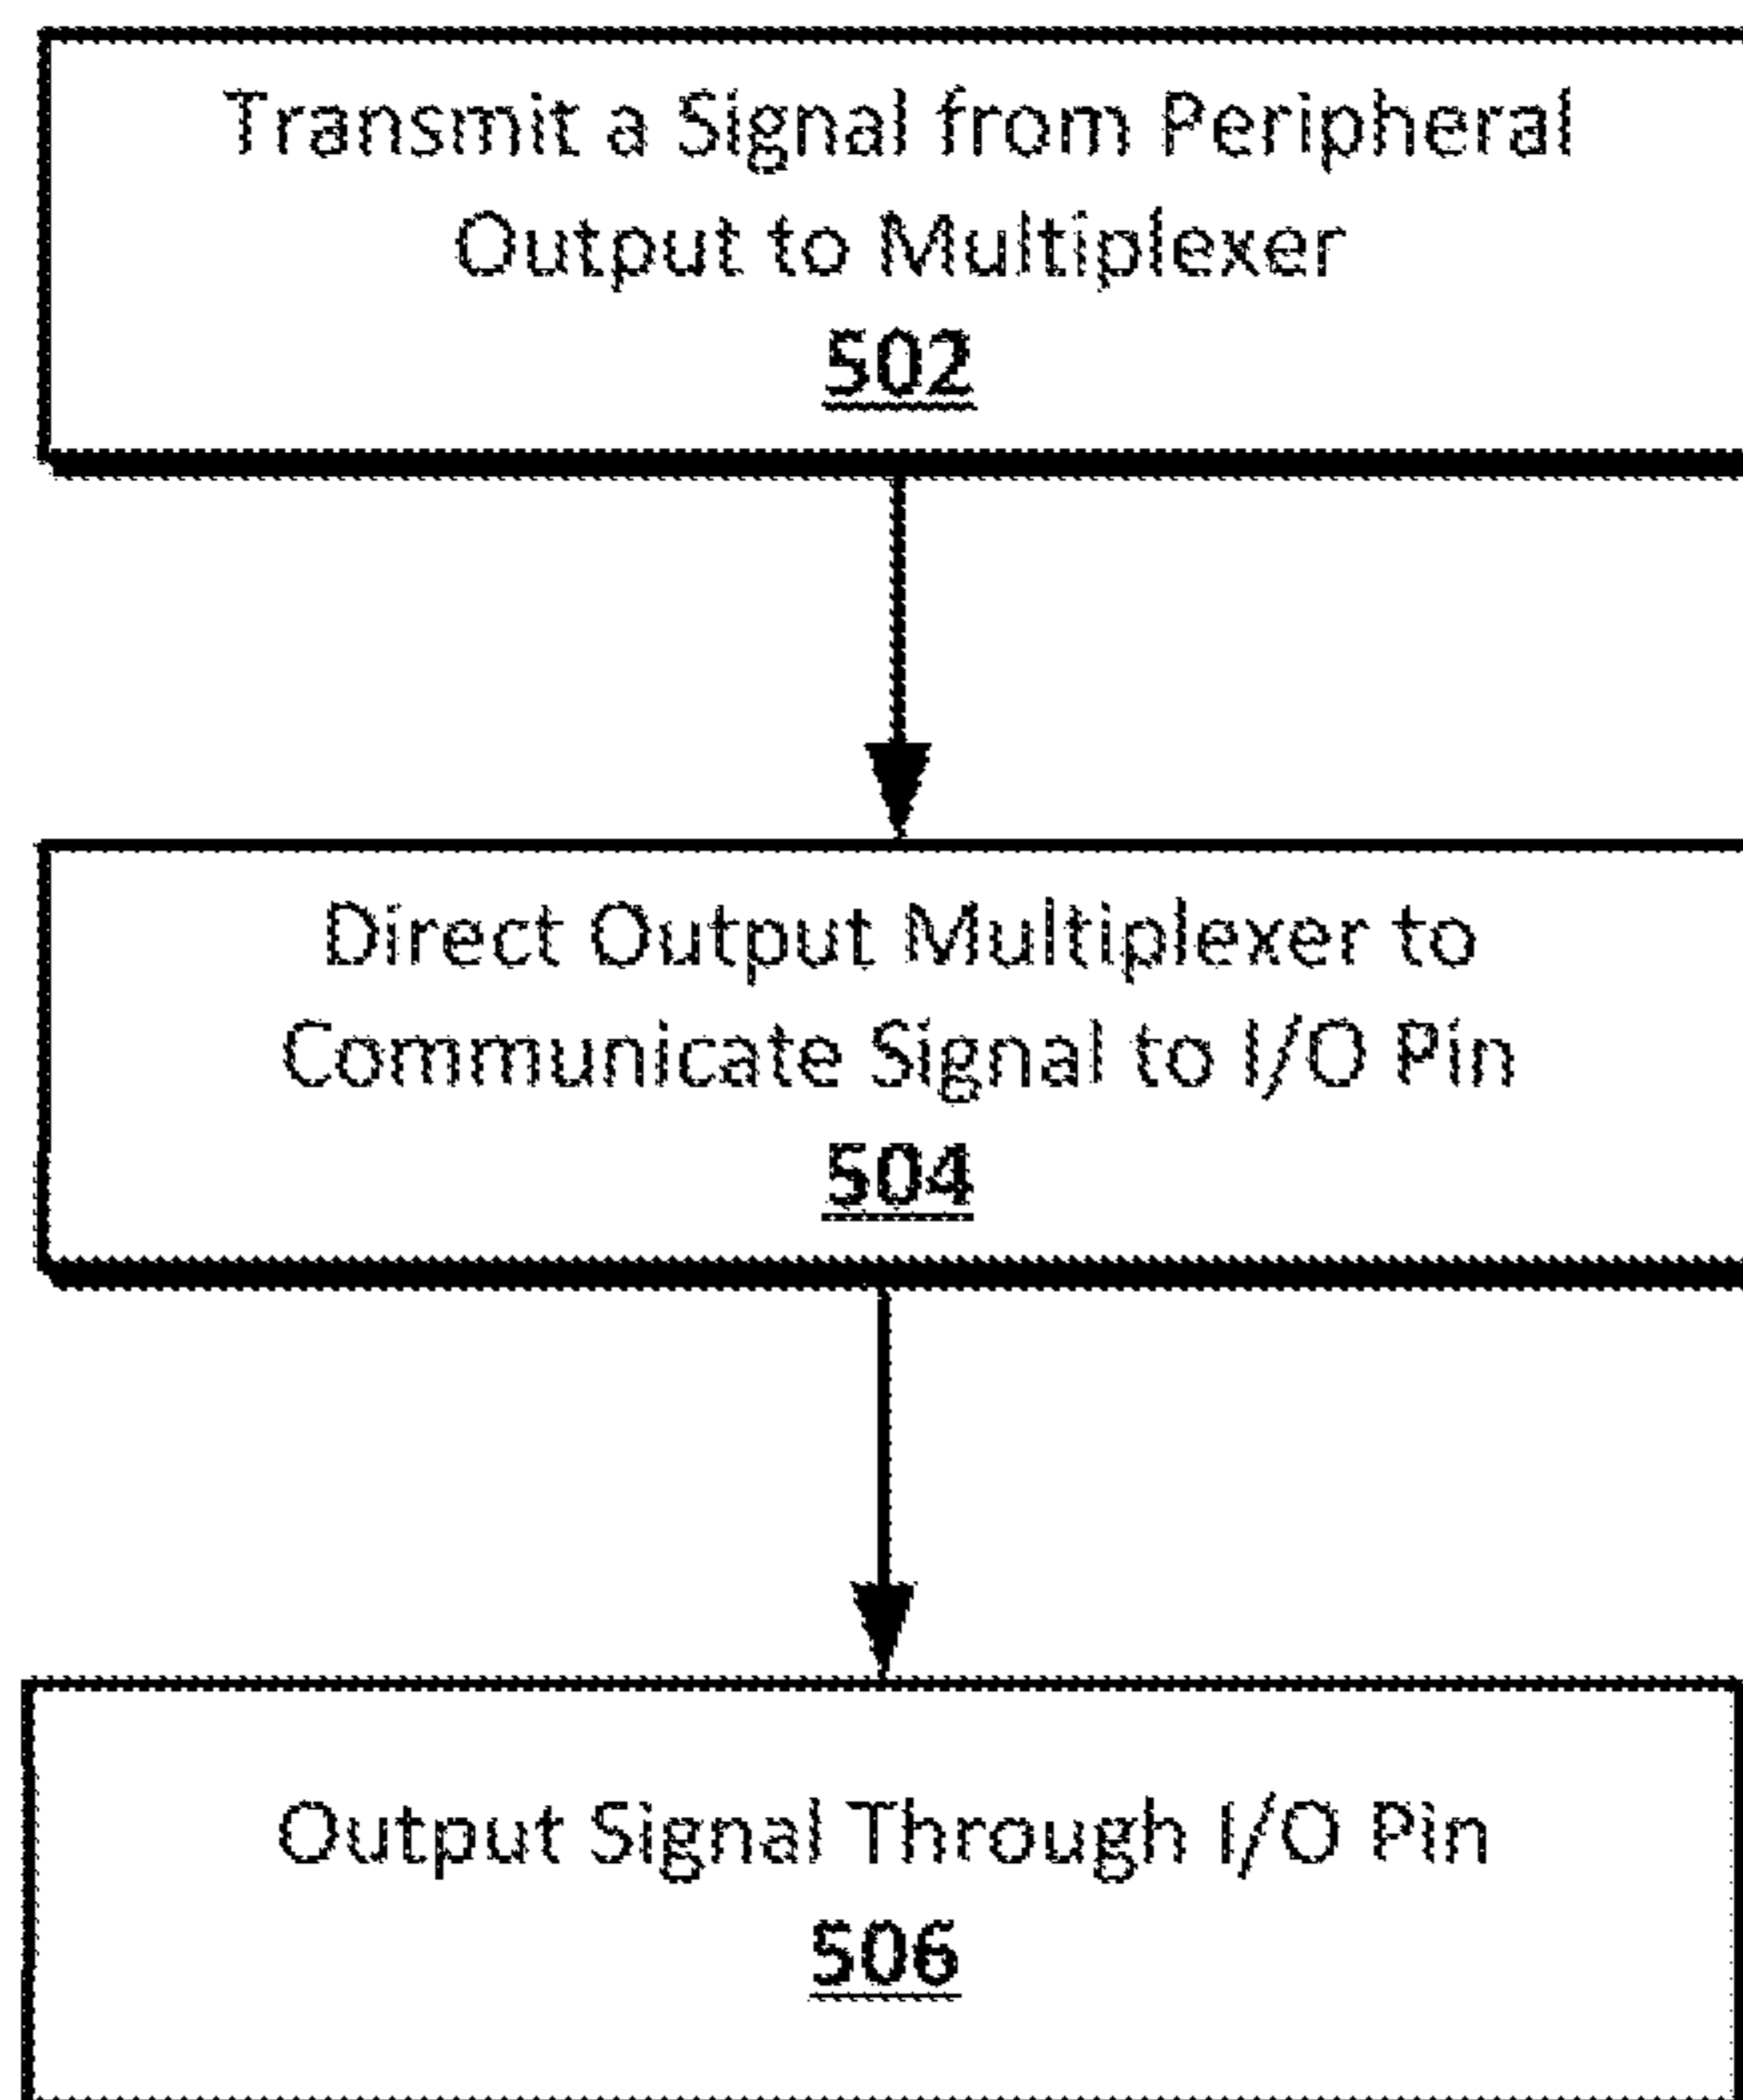 Transmit a Signal from Peripheral
Output to Multiplexer
502
Direct Output Multiplexer to
Communicate Signal to I/O Pin
504
Output Signal Through I/O Pin
506